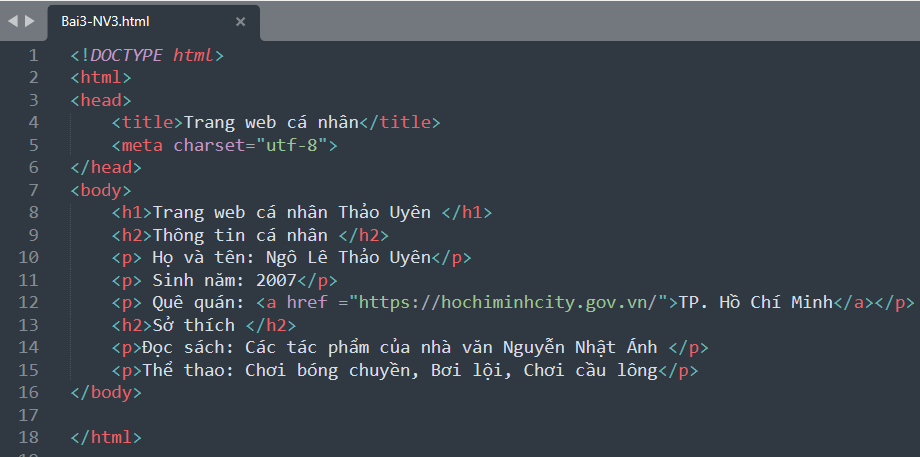 Bai3-NV3.html ×
1 <!DOCTYPE html>
2 <html>
3 <head>
4     <title>Trang web cá nhân</title>
5     <meta charset="utf-8">
6 </head>
7 <body>
8     <h1>Trang web cá nhân Thảo Uyên </h1>
9     <h2>Thông tin cá nhân </h2>
10     <p> Họ và tên: Ngô Lê Thảo Uyên</p>
11     <p> Sinh năm: 2007</p>
12     <p> Quê quán: <a href ="https://hochiminhcity.gov.vn/">TP. Hồ Chí Minh</a></p>
13     <h2>Sở thích </h2>
14     <p>Đọc sách: Các tác phẩm của nhà văn Nguyễn Nhật Ánh </p>
15     <p>Thể thao: Chơi bóng chuyền, Bơi lội, Chơi cầu lông</p>
16 </body>
17
18 </html>